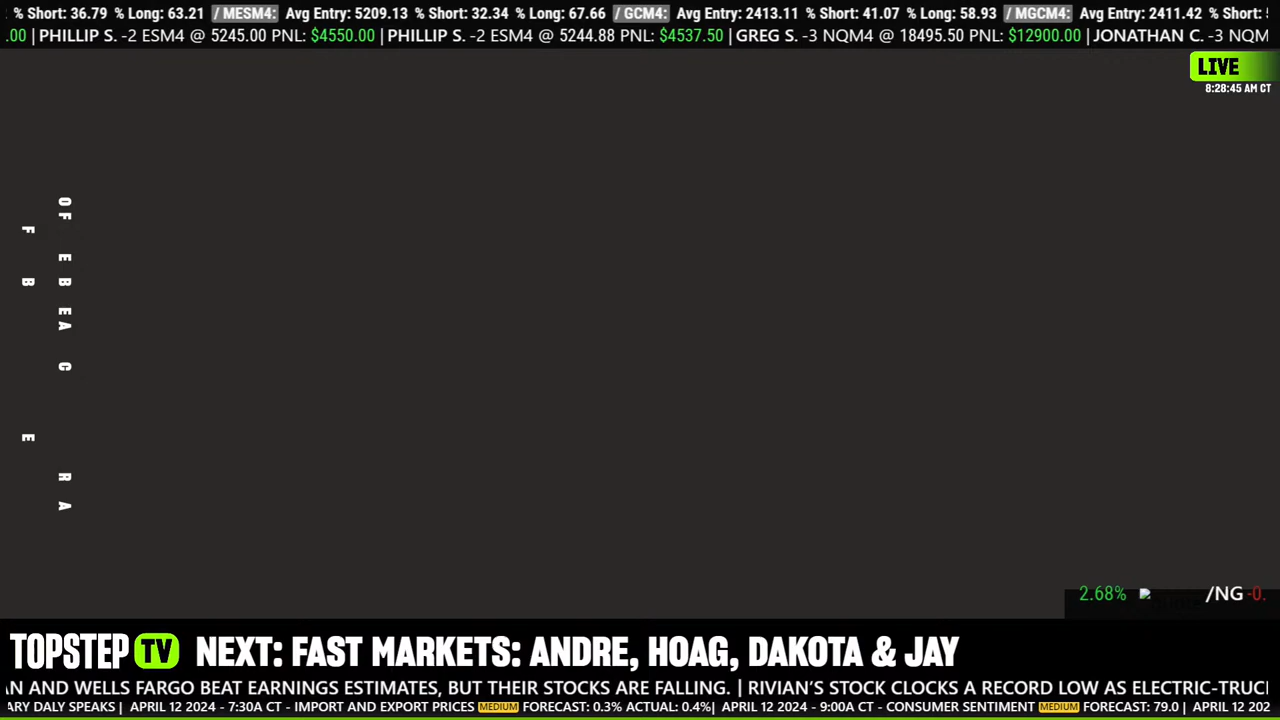 % Short: 36.79 % Long: 63.21 / MESM4: Avg Entry: 5209.13 % Short: 32.34 % Long: 67.66 / GCM4: Avg Entry: 2413.11 % Short: 41.07 % Long: 58.93 / MGCM4: Avg Entry: 2411.42 % Short:
.00 | PHILLIP S. -2 ESM4 @ 5245.00 PNL: $4550.00 | PHILLIP S. -2 ESM4 @ 5244.88 PNL: $4537.50 | GREG S. -3 NQM4 @ 18495.50 PNL: $12900.00 | JONATHAN C. -3 NQM
LIVE
8:28:45 AM CT
OF E B EA C R A
F B E
2.68% /NG -0.
TOPSTEP TV NEXT: FAST MARKETS: ANDRE, HOAG, DAKOTA & JAY
AN AND WELLS FARGO BEAT EARNINGS ESTIMATES, BUT THEIR STOCKS ARE FALLING. | RIVIAN'S STOCK CLOCKS A RECORD LOW AS ELECTRIC-TRUC
ARY DALY SPEAKS | APRIL 12 2024 - 7:30A CT - IMPORT AND EXPORT PRICES MEDIUM FORECAST: 0.3% ACTUAL: 0.4% | APRIL 12 2024 - 9:00A CT - CONSUMER SENTIMENT MEDIUM FORECAST: 79.0 | APRIL 12 202